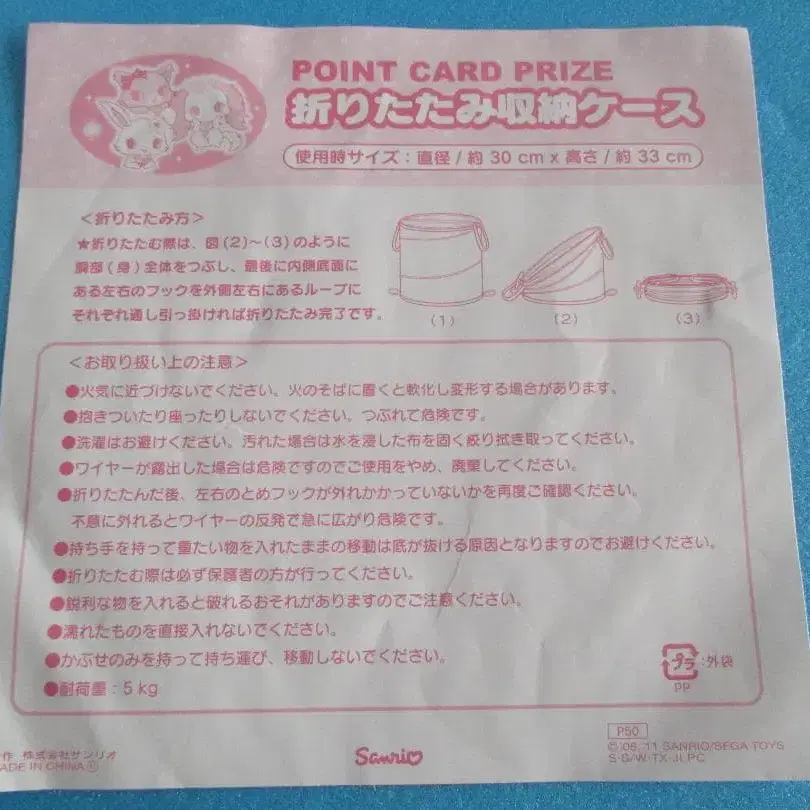 POINT CARD PRIZE
折りたたみ収納ケース
使用時サイズ：直径/約 30 cm x 高さ/約 33 cm
＜折りたたみ方＞
★折りたたむ際は、図(2)〜(3)のように
胴部(身)全体をつぶし、最後に内側底面に
ある左右のフックを外側左右にあるループに
それぞれ通し引っ掛ければ折りたたみ完了です。
(1)
(2)
(3)
＜お取り扱い上の注意＞
●火気に近づけないでください。火のそばに置くと軟化し変形する場合があります。
●抱きついたり座ったりしないでください。つぶれて危険です。
●洗濯はお避けください。汚れた場合は水を浸した布を固く絞り拭き取ってください。
●ワイヤーが露出した場合は危険ですのでご使用をやめ、廃棄してください。
●折りたたんだ後、左右のとめフックが外れかかっていないかを再度ご確認ください。
不意に外れるとワイヤーの反発で急に広がり危険です。
●持ち手を持って重たい物を入れたままの移動は底が抜ける原因となりますのでお避けください。
●折りたたむ際は必ず保護者の方が行ってください。
●鋭利な物を入れると破れるおそれがありますのでご注意ください。
●濡れたものを直接入れないでください。
●かぶせのみを持って持ち運び、移動しないでください。
●耐荷重：5 kg
プラ：外袋
PP
作 株式会社サンリオ
ADE IN CHINA
Sanrio
P50
©'08,'11 SANRIO/SEGA TOYS
S・S/W・TX・JLPC